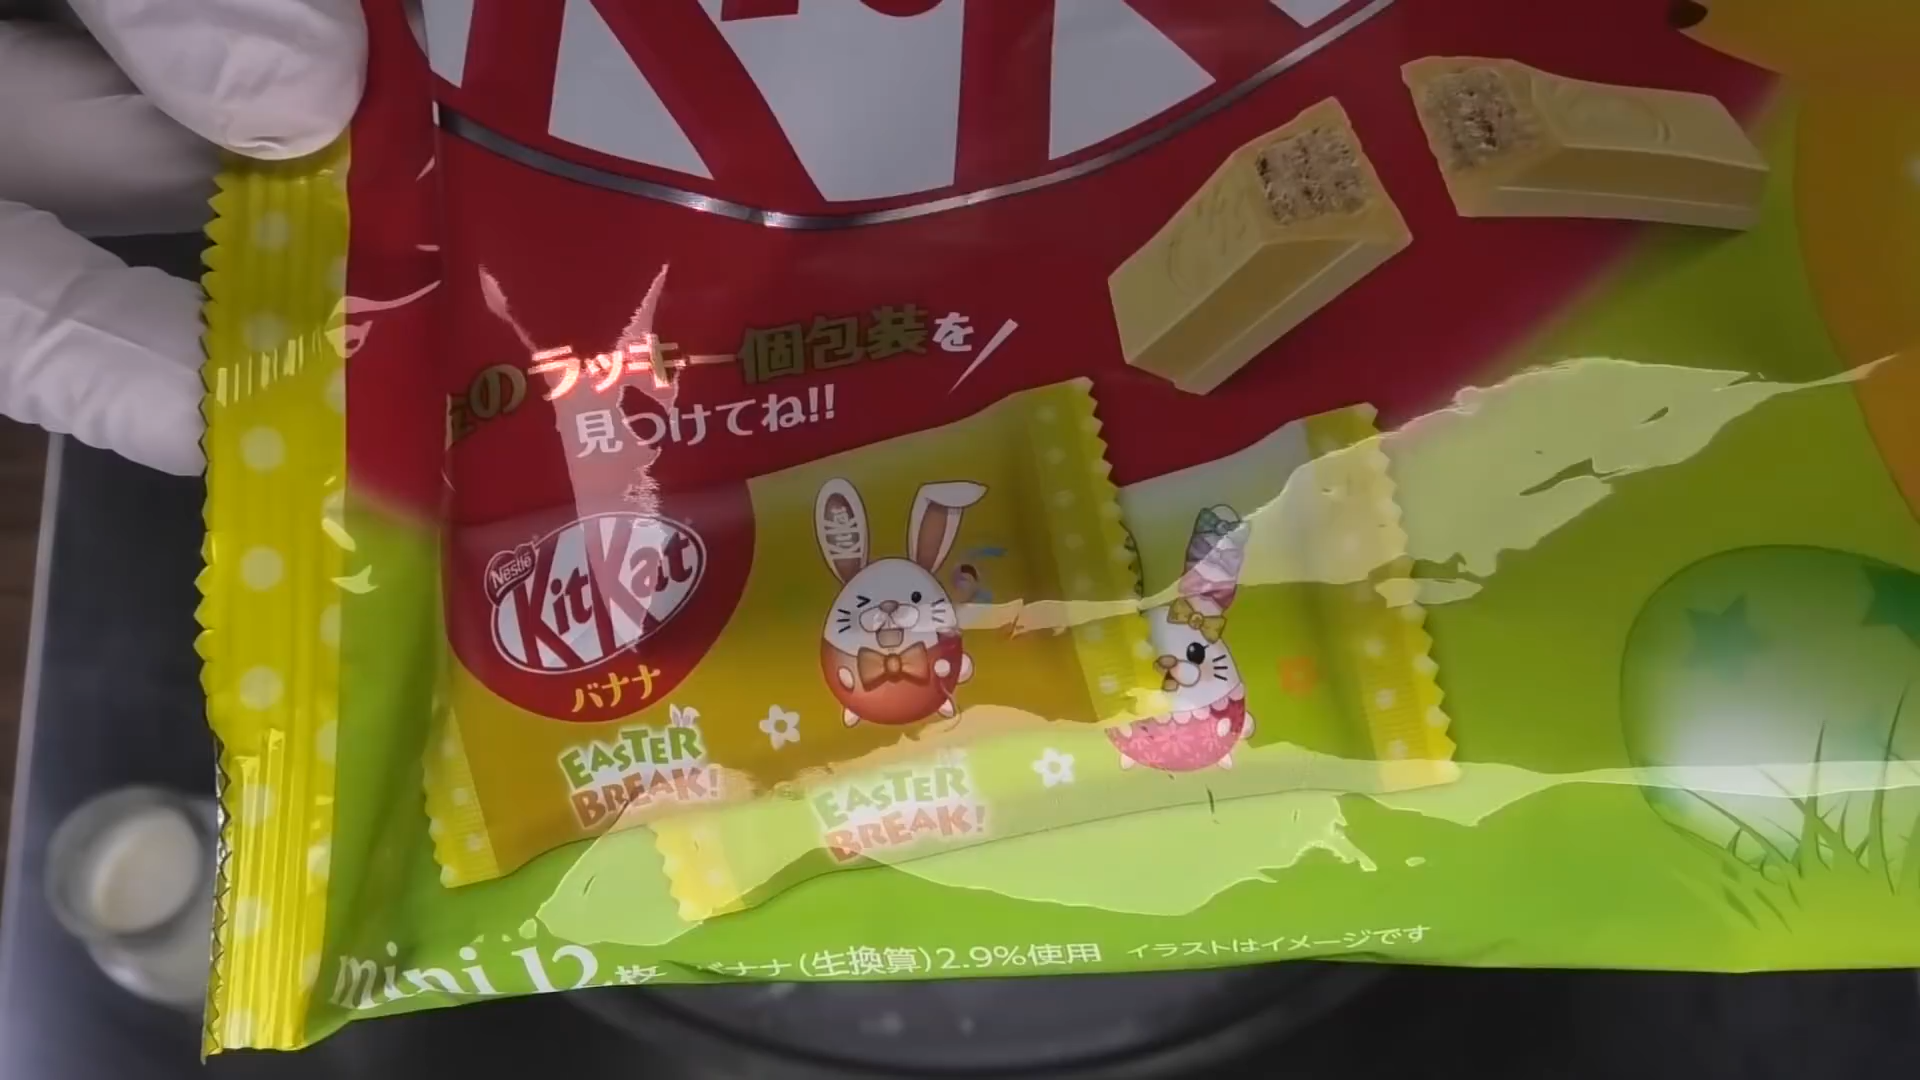 のラッキー個包装を
見つけてね!!
Nestlé
KitKat
バナナ
EASTER
BREAK!
KitKat
EASTER
BREAK!
mini 12枚 バナナ(生換算)2.9%使用 イラストはイメージです